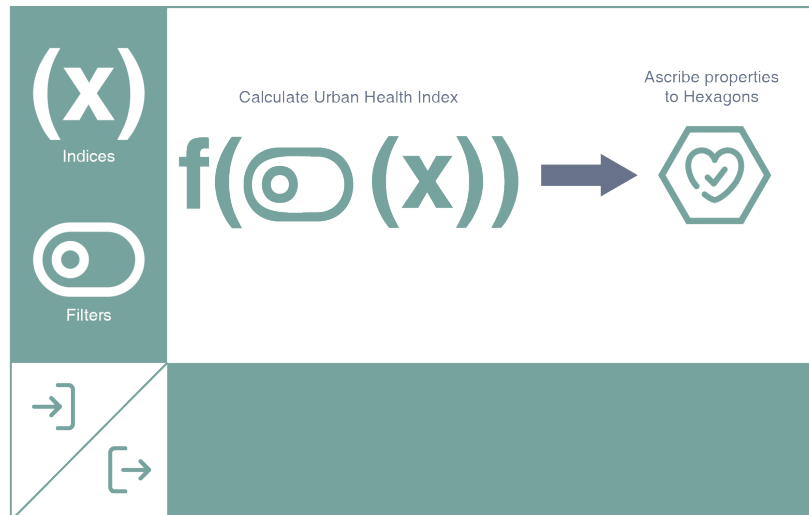 (x)
Indices
Filters
Calculate Urban Health Index
f( (x))
Ascribe properties
to Hexagons